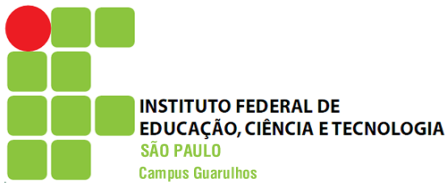 INSTITUTO FEDERAL DE
EDUCAÇÃO, CIÊNCIA E TECNOLOGIA
SÃO PAULO
Campus Guarulhos